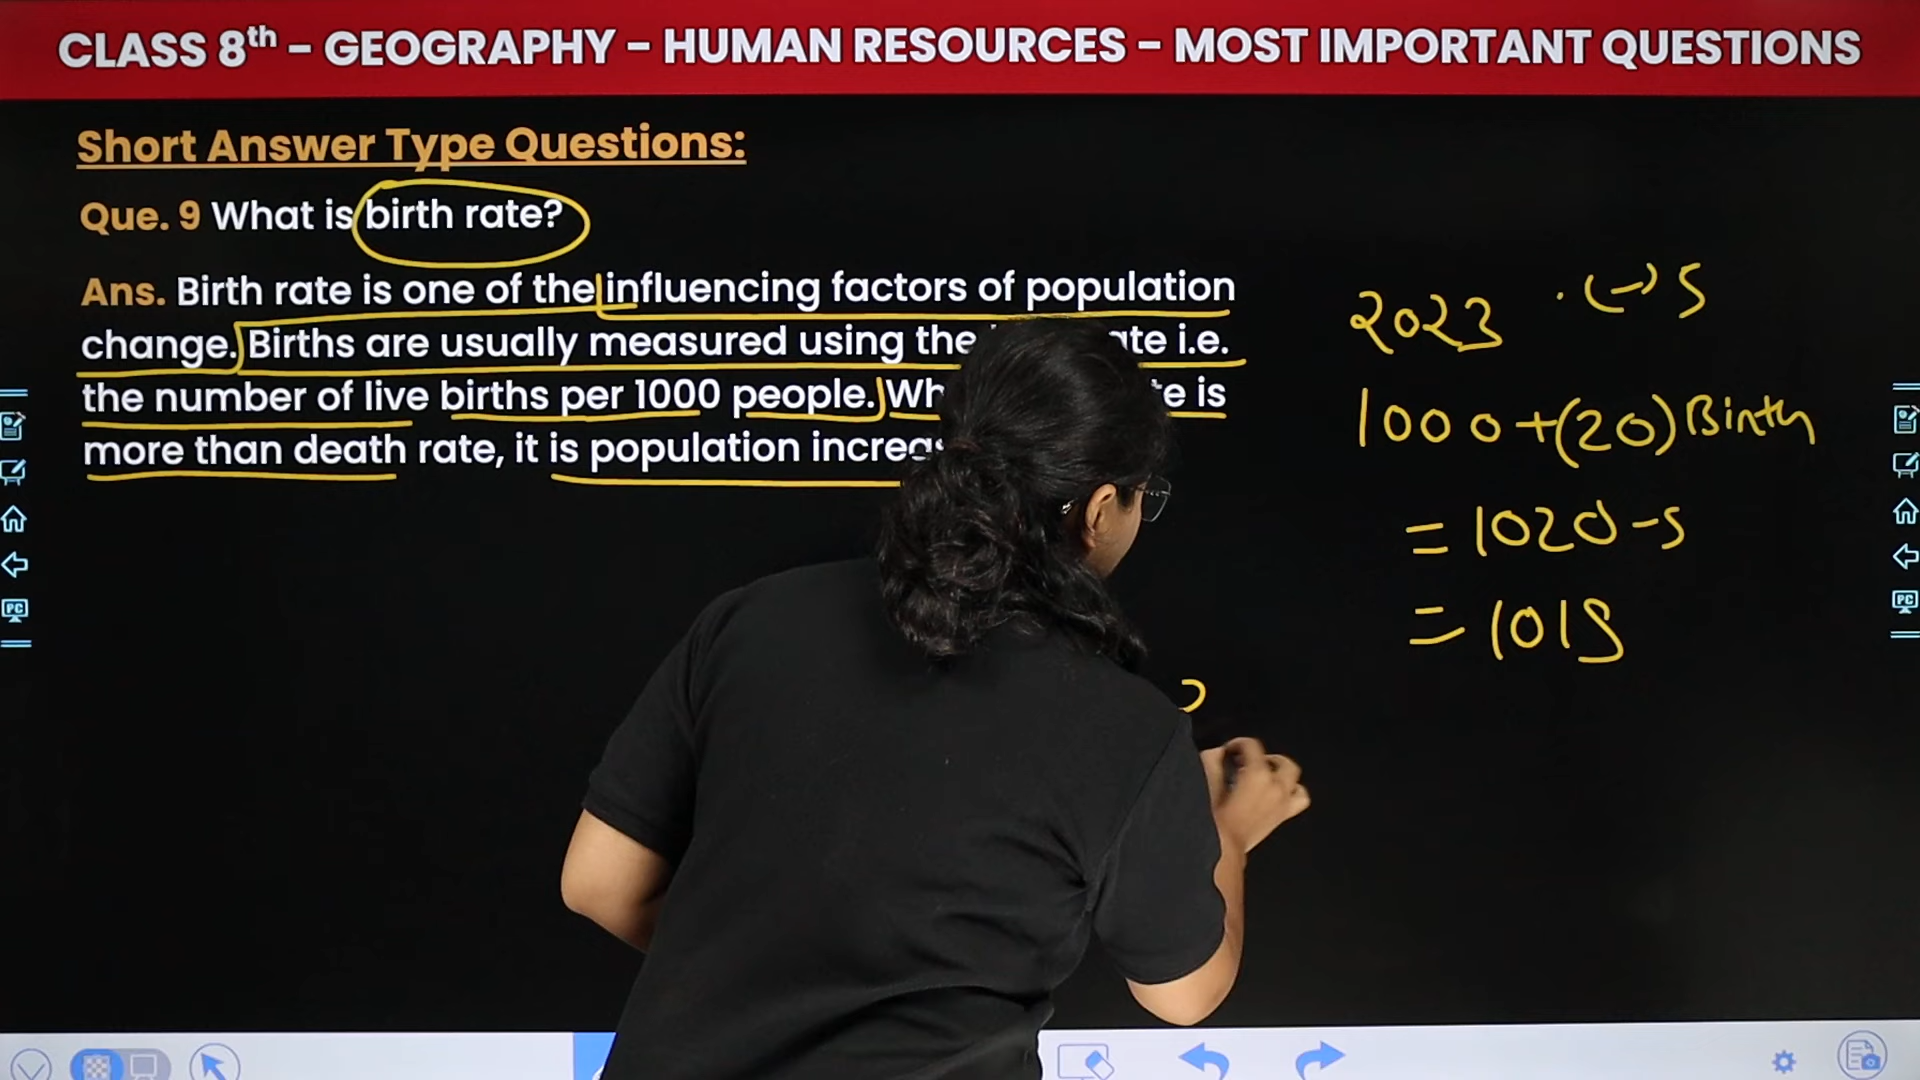 CLASS 8th – GEOGRAPHY – HUMAN RESOURCES – MOST IMPORTANT QUESTIONS
Short Answer Type Questions:
Que. 9 What is birth rate?
Ans. Birth rate is one of the influencing factors of population
change. Births are usually measured using the i.e.
the number of live births per 1000 people. is
more than death rate, it is population
2023 (-) 5
1000+(20) Birth
= 1020-5
= 1015
PC
PC